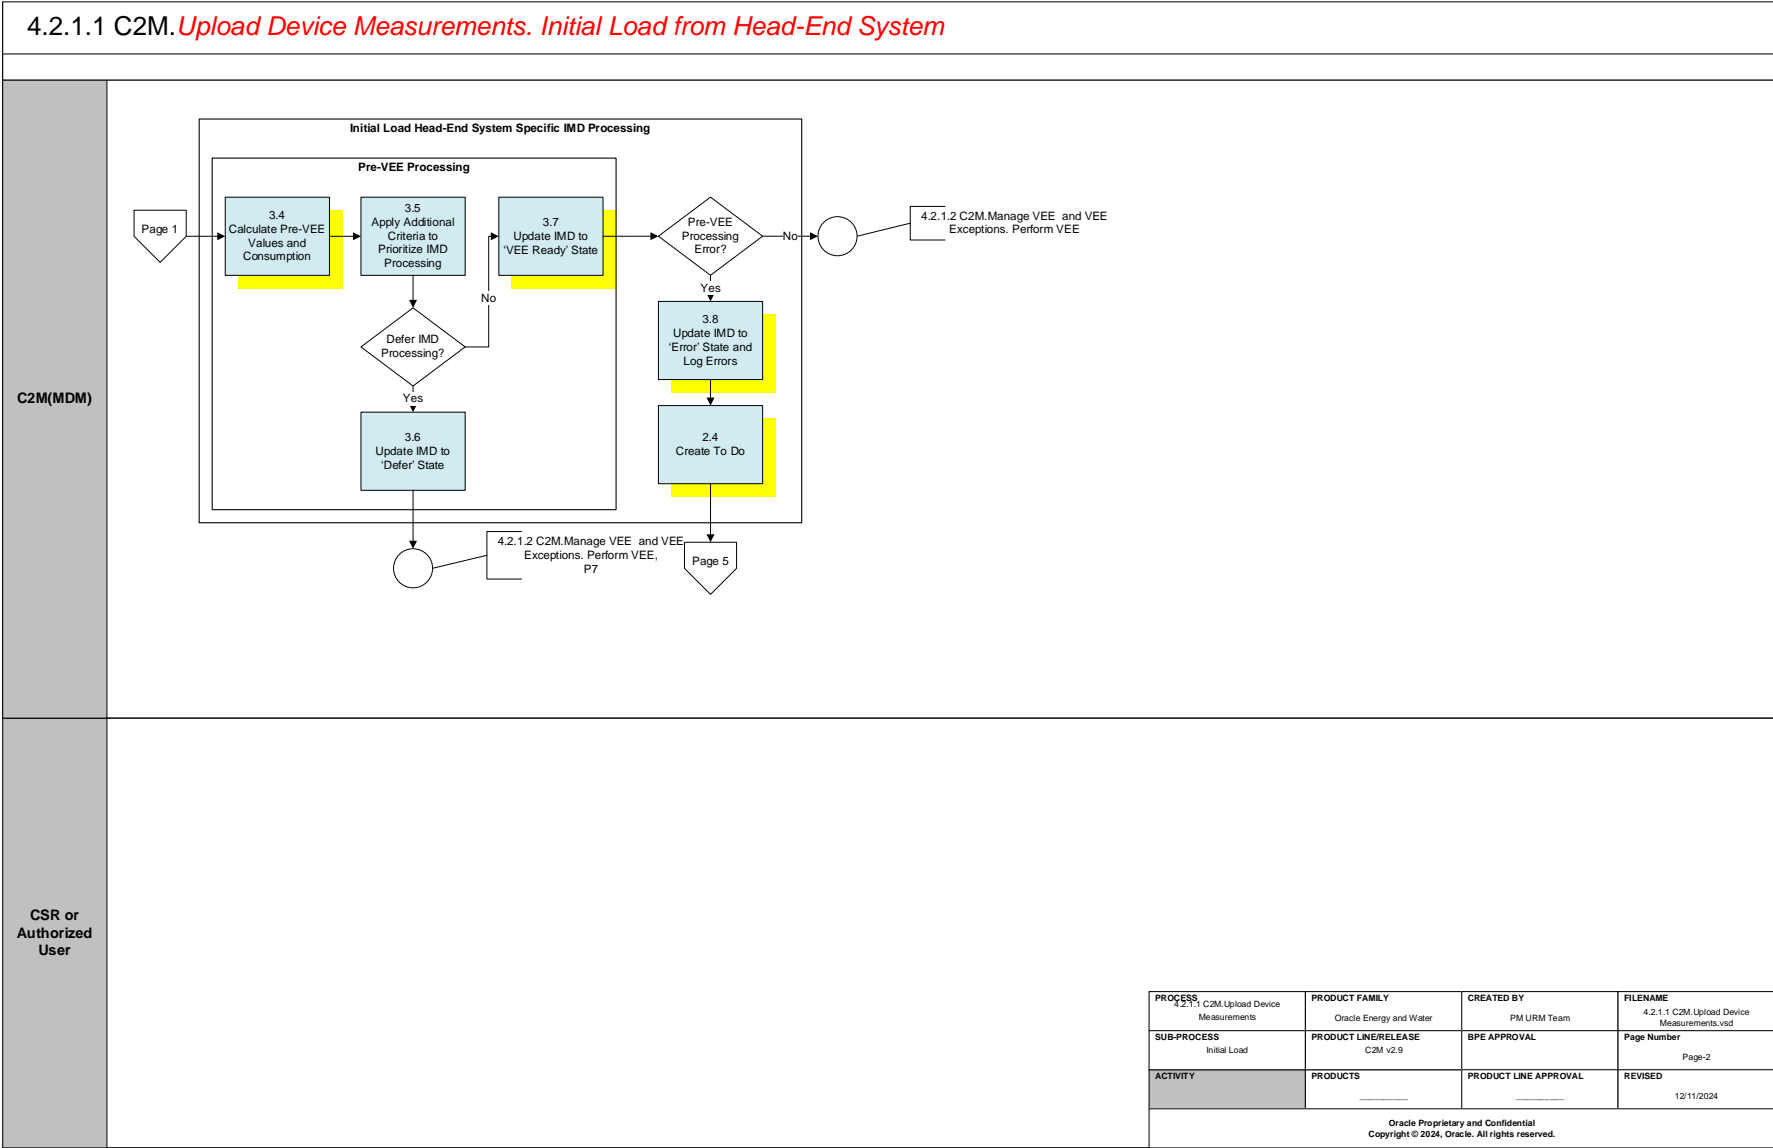 4.2.1.1 C2M.Upload Device Measurements. Initial Load from Head-End System
C2M(MDM)
Initial Load Head-End System Specific IMD Processing
Pre-VEE Processing
Page 1
3.4
Calculate Pre-VEE
Values and
Consumption
3.5
Apply Additional
Criteria to
Prioritize IMD
Processing
3.7
Update IMD to
‘VEE Ready’ State
Pre-VEE
Processing
Error?
No
4.2.1.2 C2M.Manage VEE and VEE
Exceptions. Perform VEE
No
Yes
Defer IMD
Processing?
3.8
Update IMD to
‘Error’ State and
Log Errors
Yes
3.6
Update IMD to
‘Defer’ State
2.4
Create To Do
4.2.1.2 C2M.Manage VEE and VEE
Exceptions. Perform VEE,
P7
Page 5
CSR or
Authorized
User
PROCESS
4.2.1.1 C2M.Upload Device
Measurements
PRODUCT FAMILY
Oracle Energy and Water
CREATED BY
PM URM Team
FILENAME
4.2.1.1 C2M.Upload Device
Measurements.vsd
SUB-PROCESS
Initial Load
PRODUCT LINE/RELEASE
C2M v2.9
BPE APPROVAL
Page Number
Page-2
ACTIVITY
PRODUCTS
___________
PRODUCT LINE APPROVAL
___________
REVISED
12/11/2024
Oracle Proprietary and Confidential
Copyright © 2024, Oracle. All rights reserved.